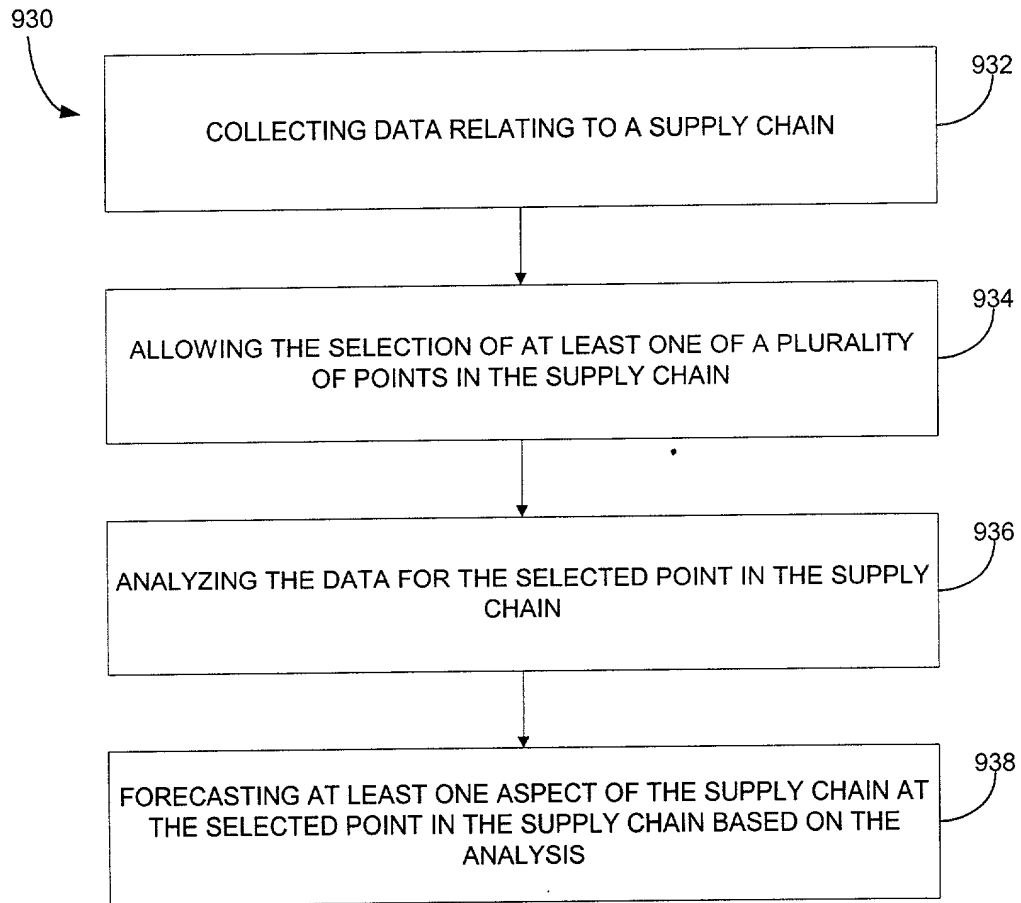 930
932
COLLECTING DATA RELATING TO A SUPPLY CHAIN
934
ALLOWING THE SELECTION OF AT LEAST ONE OF A PLURALITY
OF POINTS IN THE SUPPLY CHAIN
936
ANALYZING THE DATA FOR THE SELECTED POINT IN THE SUPPLY
CHAIN
938
FORECASTING AT LEAST ONE ASPECT OF THE SUPPLY CHAIN AT
THE SELECTED POINT IN THE SUPPLY CHAIN BASED ON THE
ANALYSIS